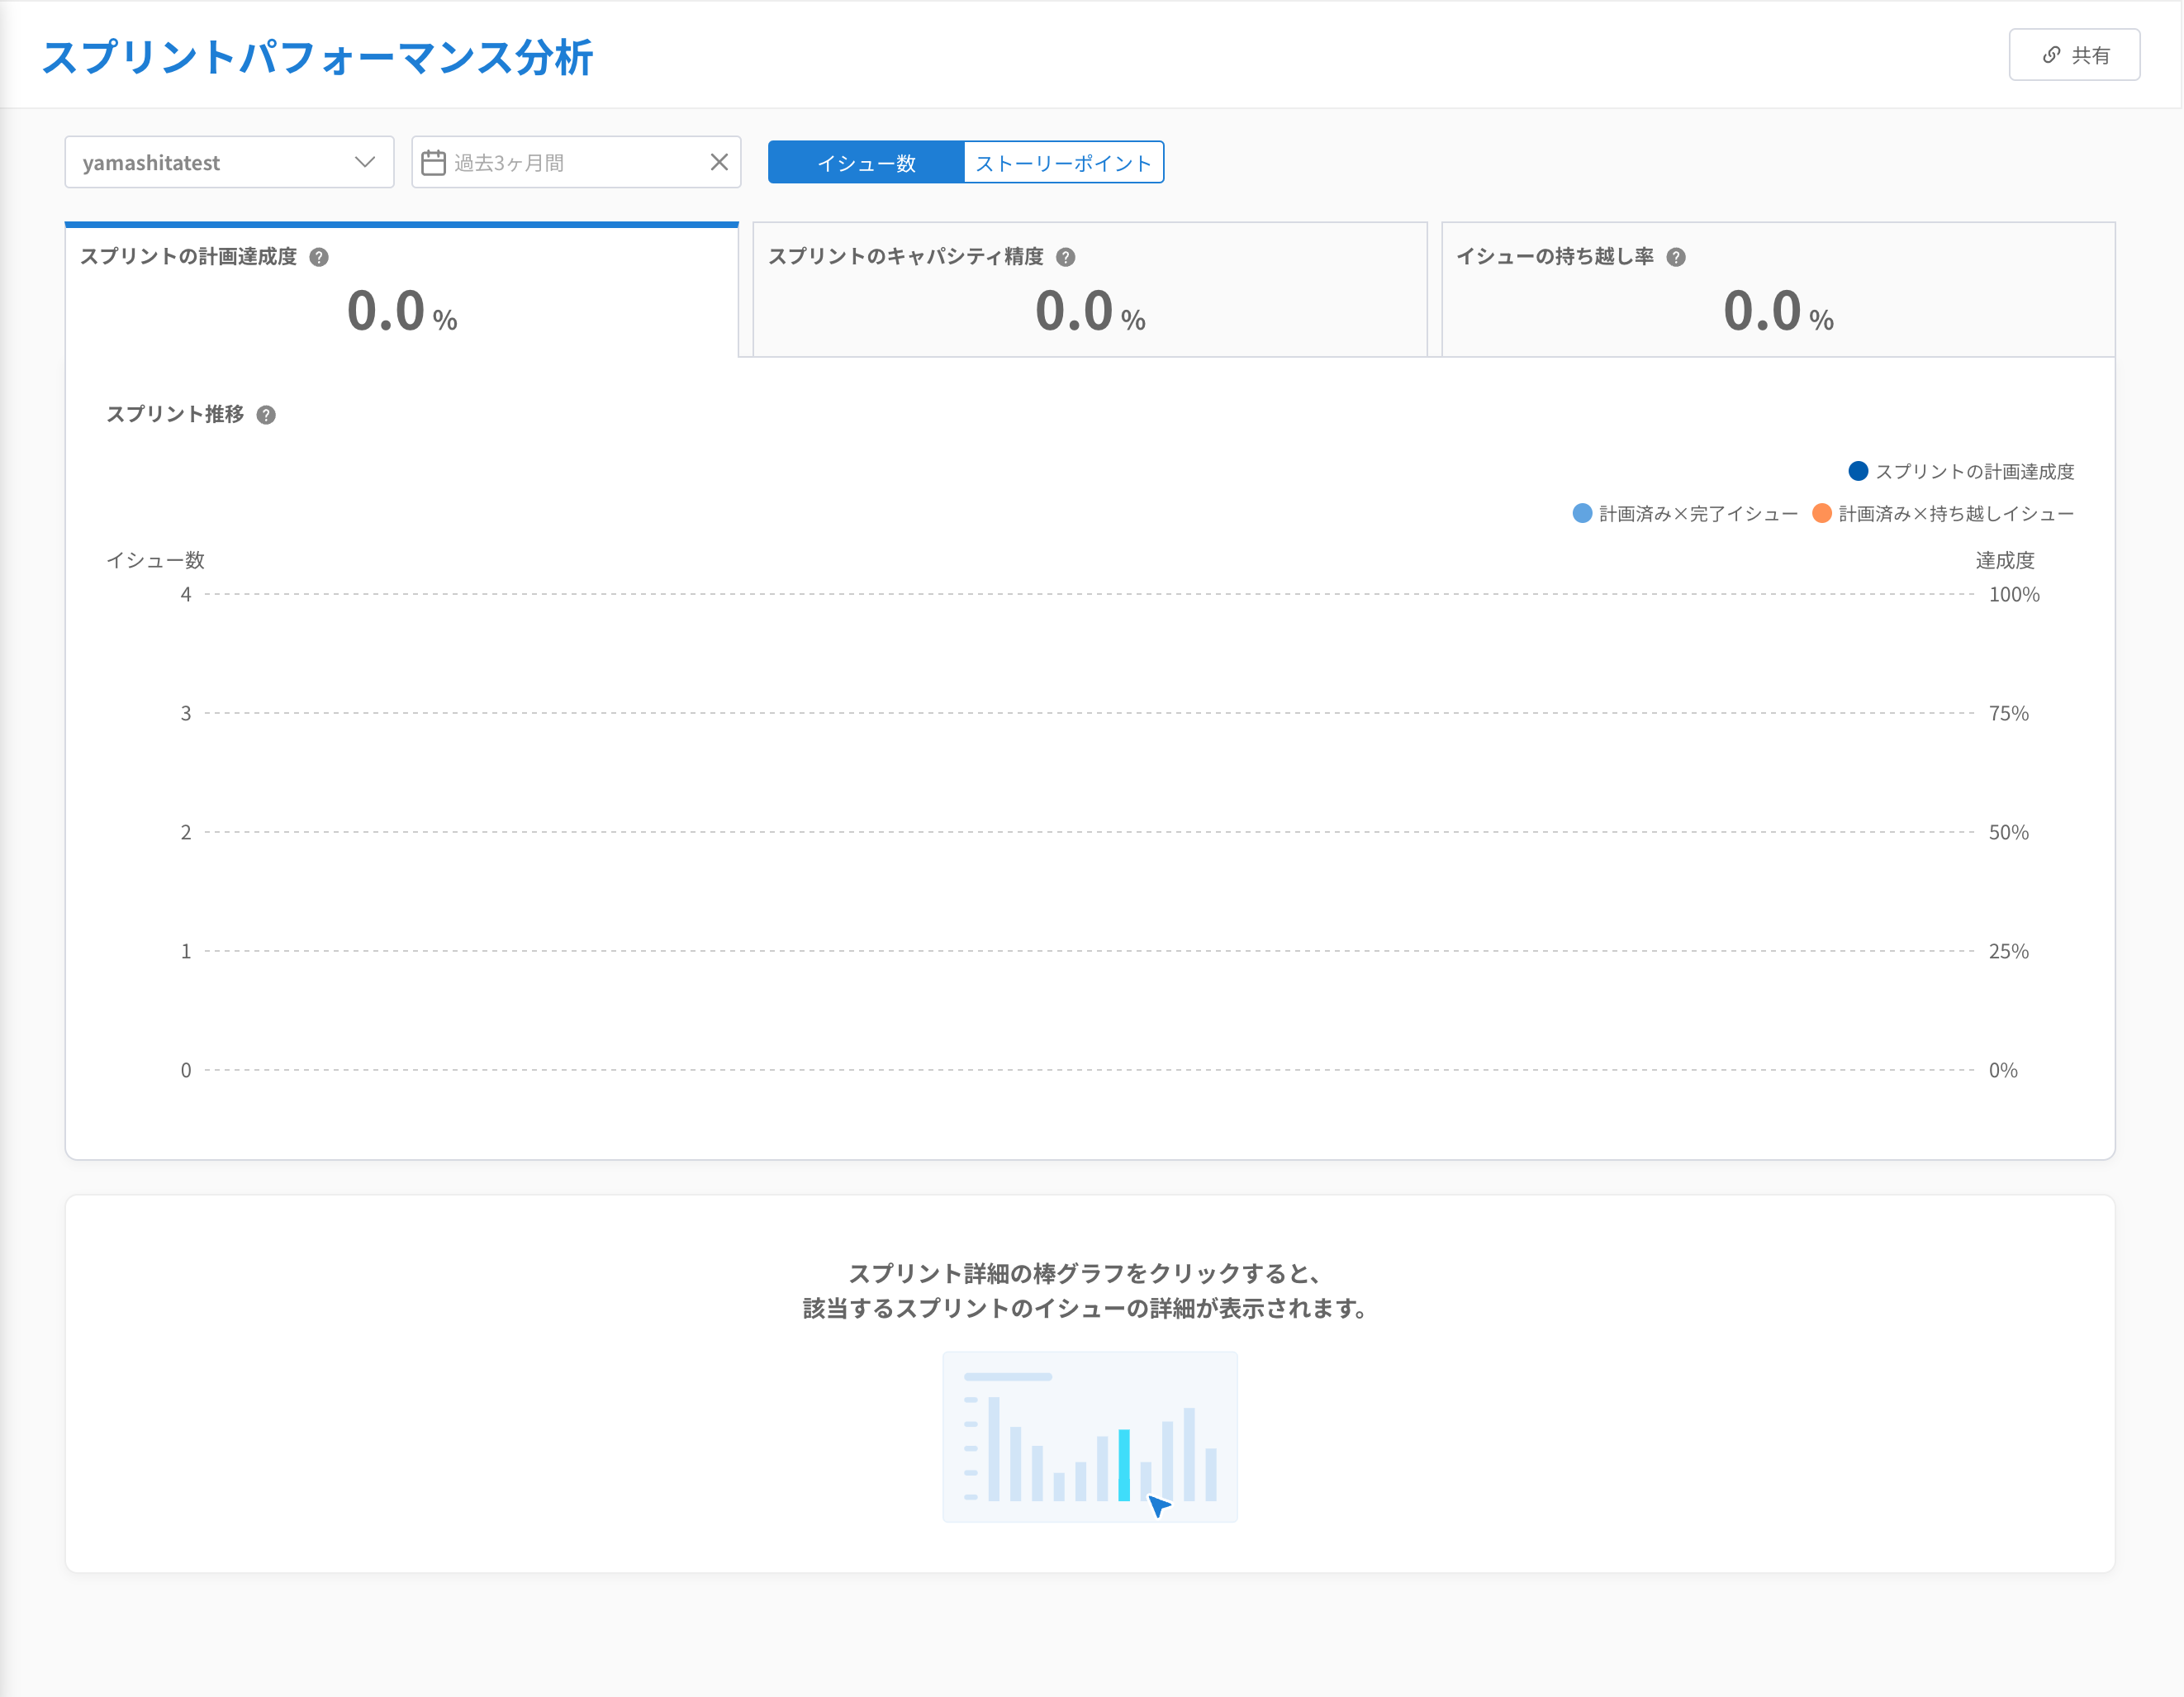 スプリントパフォーマンス分析
共有
yamashitatest
過去3ヶ月間
イシュー数
ストーリーポイント
スプリントの計画達成度
0.0 %
スプリントのキャパシティ精度
0.0 %
イシューの持ち越し率
0.0 %
スプリント推移
スプリントの計画達成度
計画済み×完了イシュー
計画済み×持ち越しイシュー
イシュー数
達成度
4
100%
3
75%
2
50%
1
25%
0
0%
スプリント詳細の棒グラフをクリックすると、
該当するスプリントのイシューの詳細が表示されます。